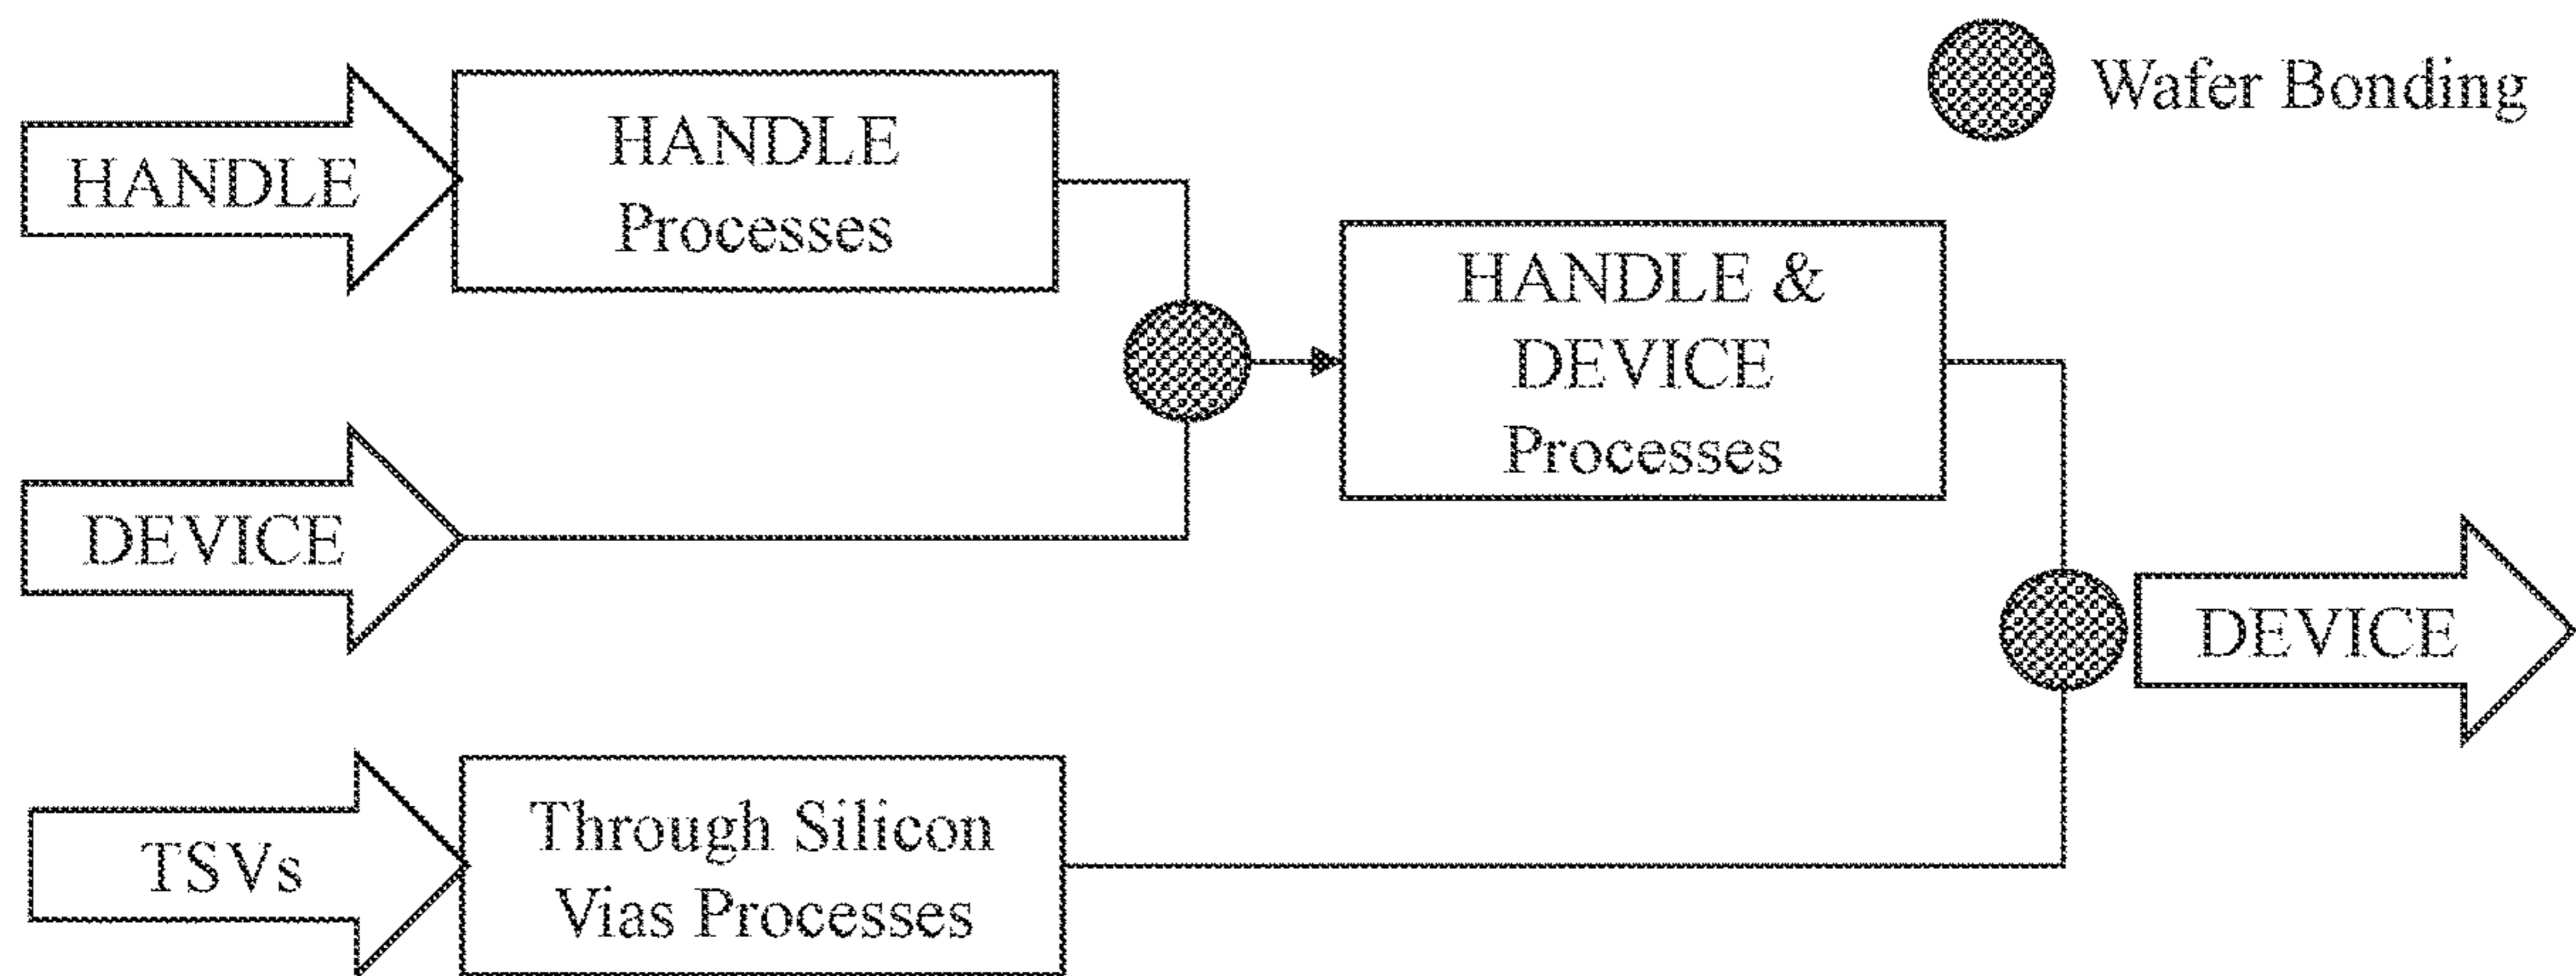 Wafer Bonding
HANDLE
HANDLE
Processes
HANDLE &
DEVICE
Processes
DEVICE
DEVICE
TSVs
Through Silicon
Vias Processes